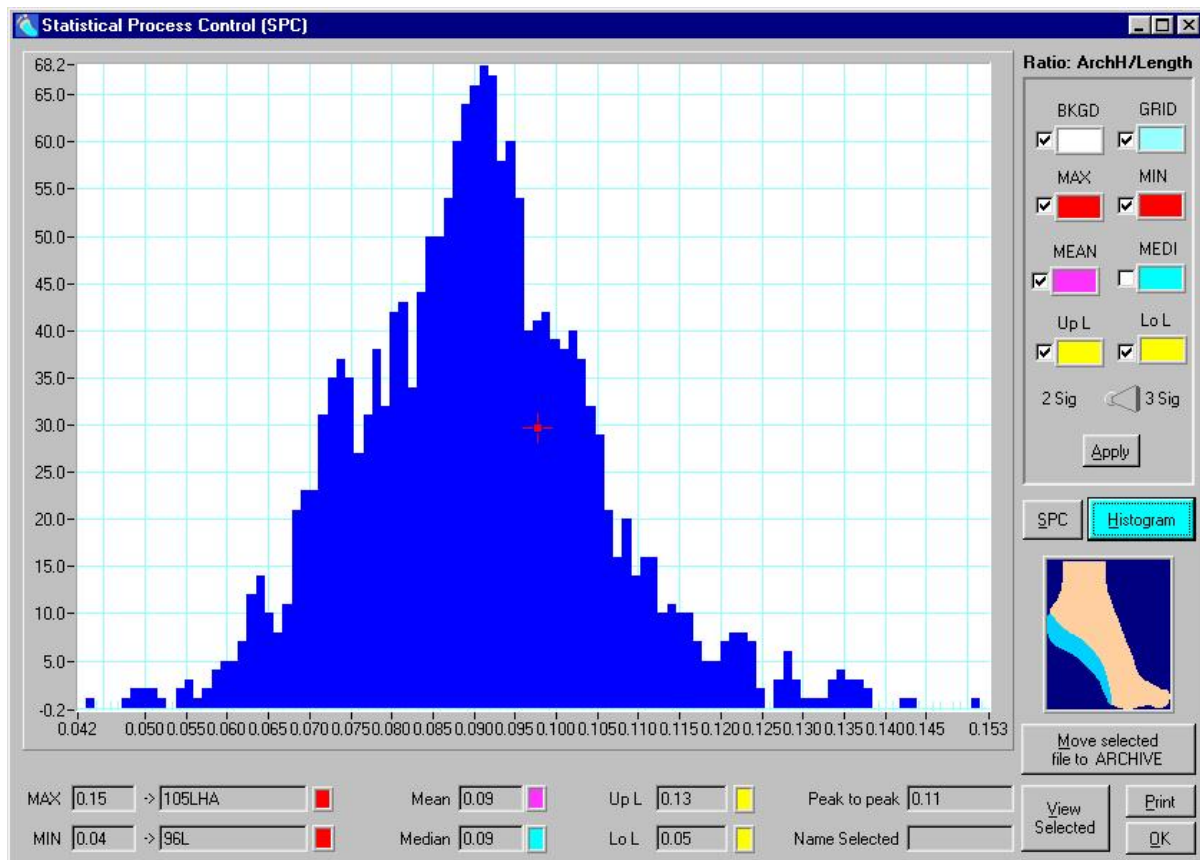 Statistical Process Control (SPC)
Ratio: ArchH/Length
68.2
65.0
60.0
55.0
50.0
45.0
40.0
35.0
30.0
25.0
20.0
15.0
10.0
5.0
-0.2
0.042 0.050 0.055 0.060 0.065 0.070 0.075 0.080 0.085 0.090 0.095 0.100 0.105 0.110 0.115 0.120 0.125 0.130 0.135 0.140 0.145 0.153
BKGD GRID
MAX MIN
MEAN MEDI
Up L Lo L
2 Sig 3 Sig
Apply
SPC Histogram
Move selected
file to ARCHIVE
MAX 0.15 -> 105LHA Mean 0.09 Up L 0.13 Peak to peak 0.11
MIN 0.04 -> 96L Median 0.09 Lo L 0.05 Name Selected
View
Selected
Print
OK